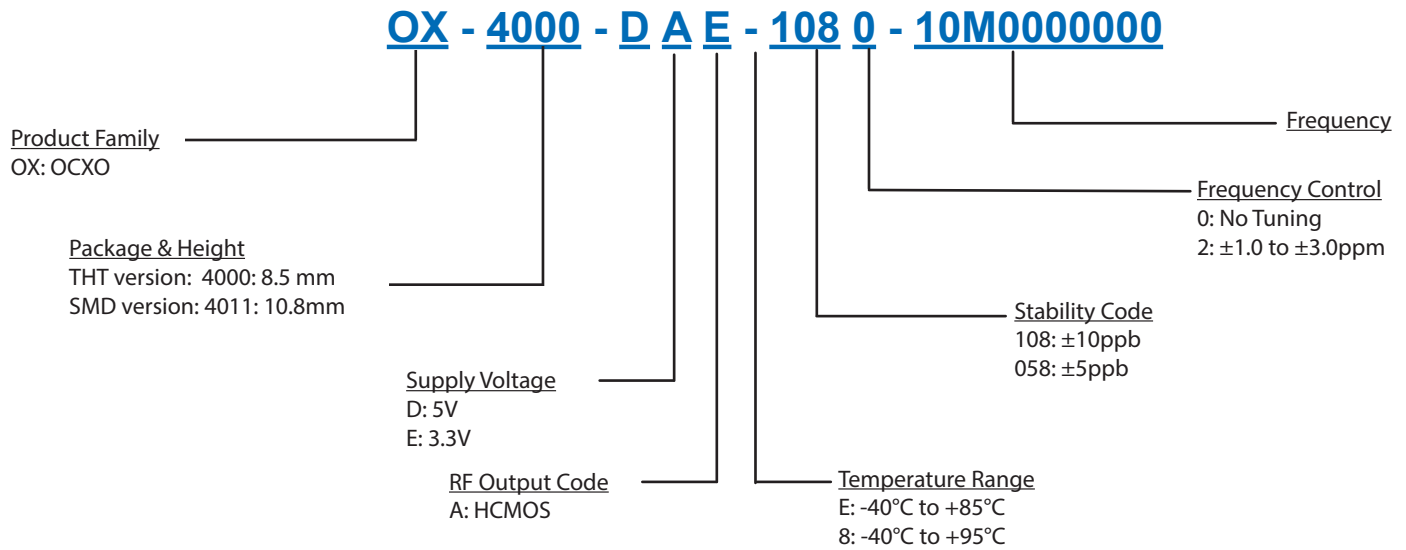 OX - 4000 - D A E - 108 0 - 10M0000000
Product Family
OX: OCXO
Package & Height
THT version: 4000: 8.5 mm
SMD version: 4011: 10.8mm
Supply Voltage
D: 5V
E: 3.3V
RF Output Code
A: HCMOS
Temperature Range
E: -40°C to +85°C
8: -40°C to +95°C
Stability Code
108: ±10ppb
058: ±5ppb
Frequency Control
0: No Tuning
2: ±1.0 to ±3.0ppm
Frequency